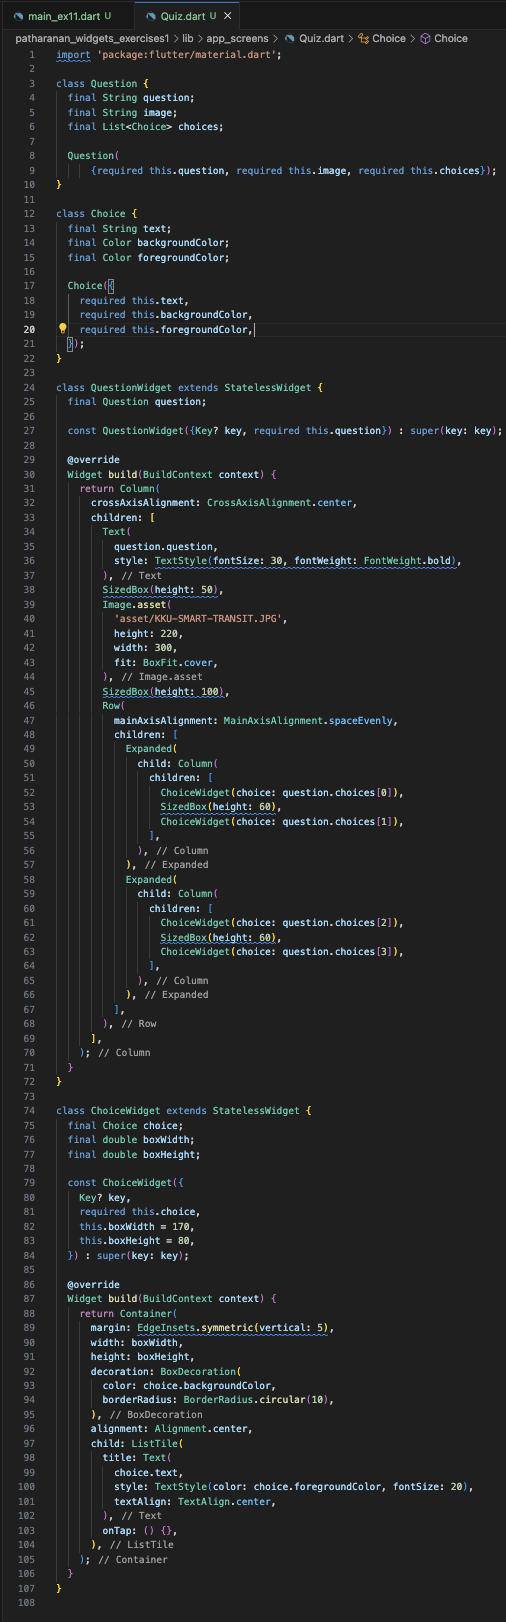 main_ex11.dart U
Quiz.dart U
patharanan_widgets_exercises1 > lib > app_screens > Quiz.dart > Choice > Choice
1 import 'package:flutter/material.dart';
2
3 class Question {
4 final String question;
5 final String image;
6 final List<Choice> choices;
7
8 Question(
9 {required this.question, required this.image, required this.choices});
10 }
11
12 class Choice {
13 final String text;
14 final Color backgroundColor;
15 final Color foregroundColor;
16
17 Choice({
18 required this.text,
19 required this.backgroundColor,
20 required this.foregroundColor,
21 });
22 }
23
24 class QuestionWidget extends StatelessWidget {
25 final Question question;
26
27 const QuestionWidget({Key? key, required this.question}) : super(key: key);
28
29 @override
30 Widget build(BuildContext context) {
31 return Column(
32 crossAxisAlignment: CrossAxisAlignment.center,
33 children: [
34 Text(
35 question.question,
36 style: TextStyle(fontSize: 30, fontWeight: FontWeight.bold),
37 ), // Text
38 SizedBox(height: 50),
39 Image.asset(
40 'asset/KKU-SMART-TRANSIT.JPG',
41 height: 220,
42 width: 300,
43 fit: BoxFit.cover,
44 ), // Image.asset
45 SizedBox(height: 100),
46 Row(
47 mainAxisAlignment: MainAxisAlignment.spaceEvenly,
48 children: [
49 Expanded(
50 child: Column(
51 children: [
52 ChoiceWidget(choice: question.choices[0]),
53 SizedBox(height: 60),
54 ChoiceWidget(choice: question.choices[1]),
55 ],
56 ), // Column
57 ), // Expanded
58 Expanded(
59 child: Column(
60 children: [
61 ChoiceWidget(choice: question.choices[2]),
62 SizedBox(height: 60),
63 ChoiceWidget(choice: question.choices[3]),
64 ],
65 ), // Column
66 ), // Expanded
67 ],
68 ), // Row
69 ],
70 ); // Column
71 }
72 }
73
74 class ChoiceWidget extends StatelessWidget {
75 final Choice choice;
76 final double boxWidth;
77 final double boxHeight;
78
79 const ChoiceWidget({
80 Key? key,
81 required this.choice,
82 this.boxWidth = 170,
83 this.boxHeight = 80,
84 }) : super(key: key);
85
86 @override
87 Widget build(BuildContext context) {
88 return Container(
89 margin: EdgeInsets.symmetric(vertical: 5),
90 width: boxWidth,
91 height: boxHeight,
92 decoration: BoxDecoration(
93 color: choice.backgroundColor,
94 borderRadius: BorderRadius.circular(10),
95 ), // BoxDecoration
96 alignment: Alignment.center,
97 child: ListTile(
98 title: Text(
99 choice.text,
100 style: TextStyle(color: choice.foregroundColor, fontSize: 20),
101 textAlign: TextAlign.center,
102 ), // Text
103 onTap: () {},
104 ), // ListTile
105 ); // Container
106 }
107 }
108